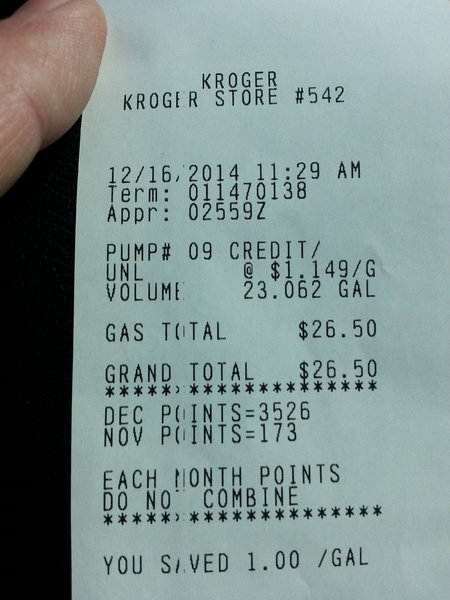 KROGER
KROGER STORE #542
12/16/2014 11:29 AM
Term: 011470138
Appr: 02559Z
PUMP# 09 CREDIT/
UNL @ $1.149/G
VOLUME 23.062 GAL
GAS TOTAL $26.50
GRAND TOTAL $26.50
********************
DEC POINTS=3526
NOV POINTS=173
EACH MONTH POINTS
DO NOT COMBINE
********************
YOU SAVED 1.00 /GAL